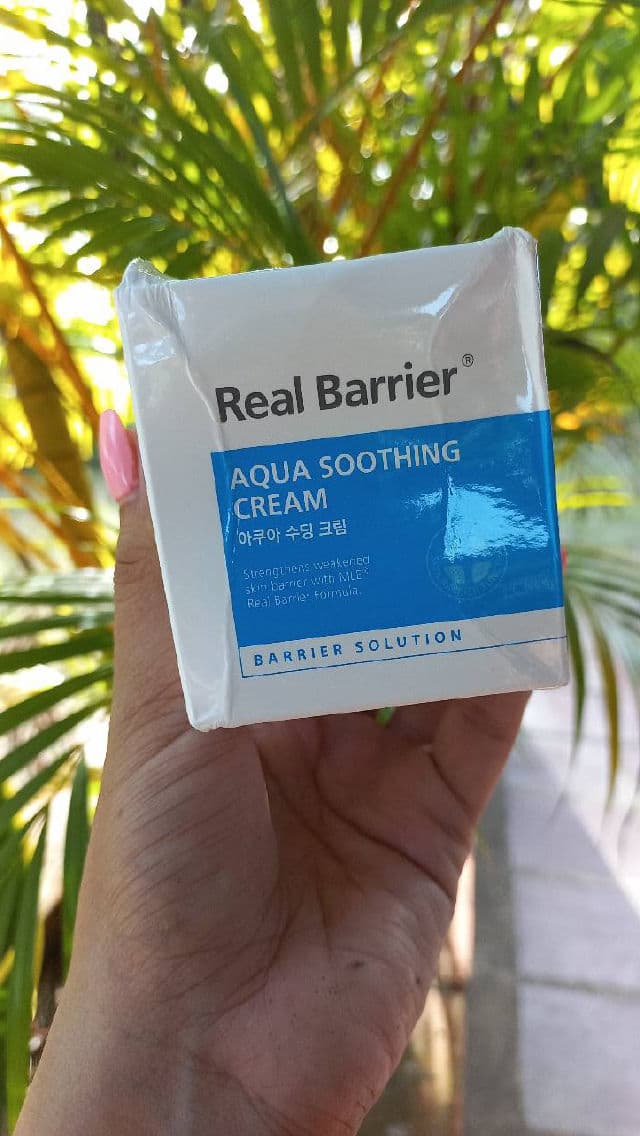 Real Barrier®
AQUA SOOTHING
CREAM
아쿠아 수딩 크림
Strengthens weakened
skin barrier with MLE®
Real Barrier Formula.
BARRIER SOLUTION